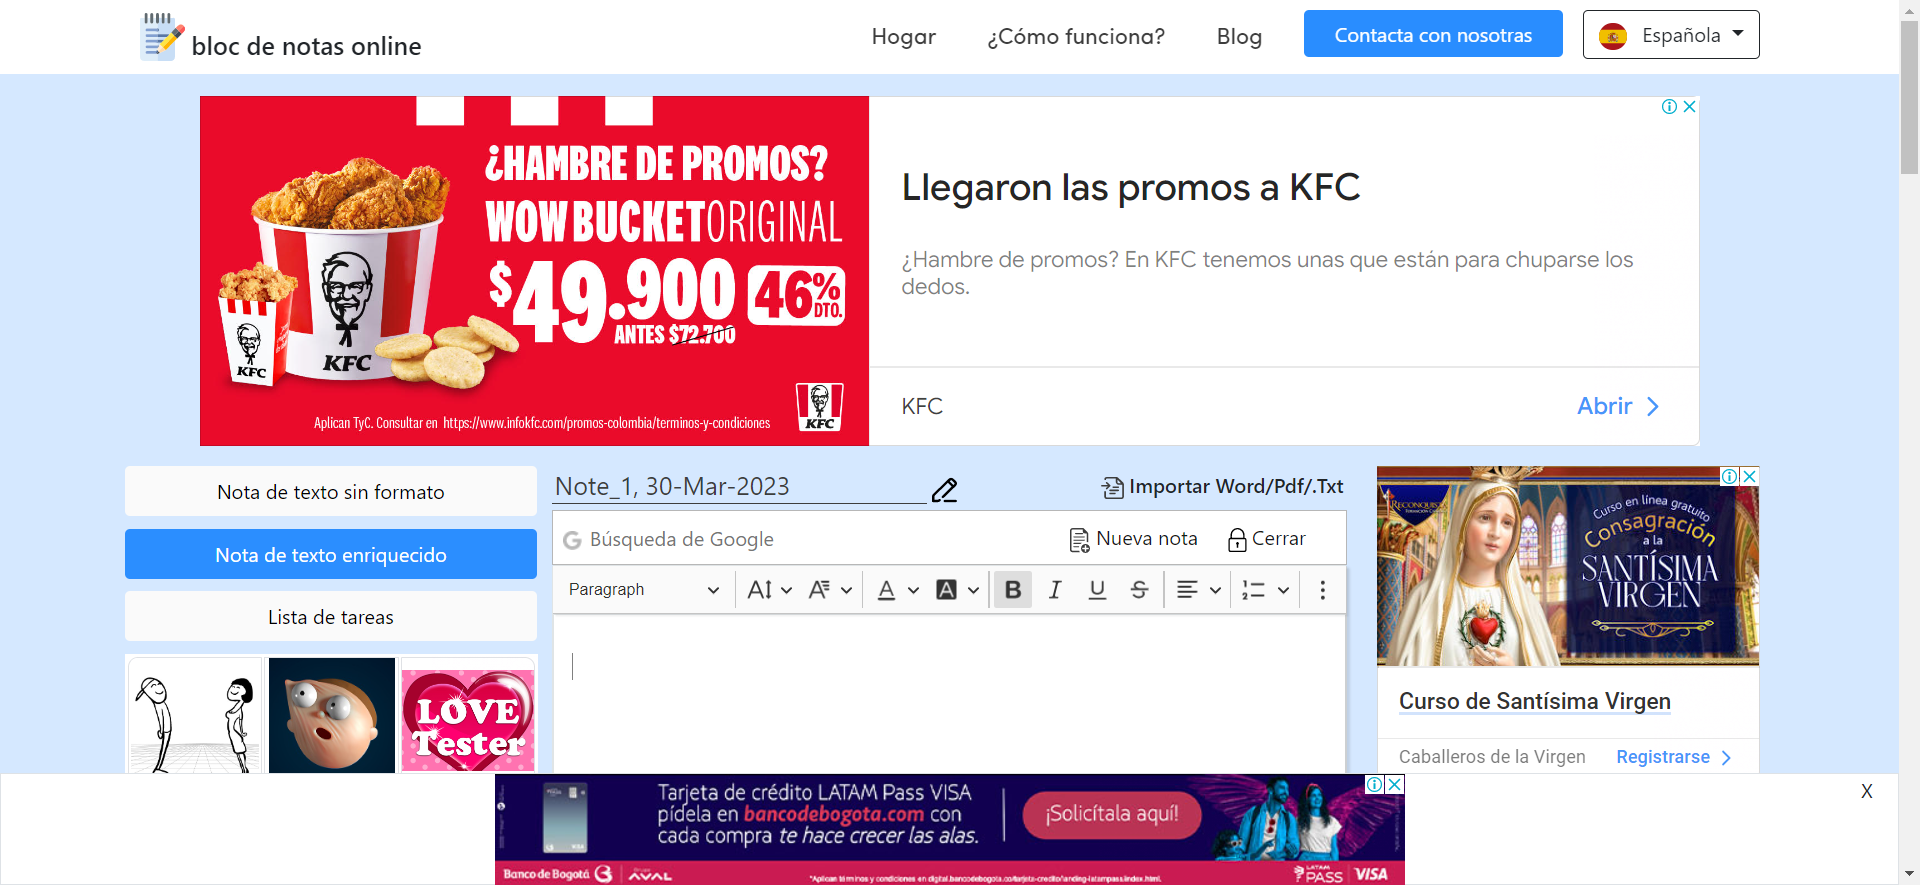 bloc de notas online
Hogar
¿Cómo funciona?
Blog
Contacta con nosotras
Española
¿HAMBRE DE PROMOS?
WOW BUCKET ORIGINAL
$49.900
46% DTO.
ANTES $72.700
KFC
KFC
KFC
Aplican TyC. Consultar en https://www.infokfc.com/promos-colombia/terminos-y-condiciones
Llegaron las promos a KFC
¿Hambre de promos? En KFC tenemos unas que están para chuparse los
dedos.
KFC
Abrir
Nota de texto sin formato
Nota de texto enriquecido
Lista de tareas
LOVE
Tester
Note_1, 30-Mar-2023
Importar Word/Pdf/.Txt
Búsqueda de Google
Nueva nota
Cerrar
Paragraph
B I U S
RECONQUISTA
Curso en línea gratuito
Consagración
a la
SANTÍSIMA
VIRGEN
Curso de Santísima Virgen
Caballeros de la Virgen
Registrarse
X
Tarjeta de crédito LATAM Pass VISA
pídela en bancodebogota.com con
cada compra te hace crecer las alas.
¡Solicítala aquí!
Banco de Bogotá
AVAL
*Aplican términos y condiciones en digital.bancodebogota.co/tarjeta-credito/landing-latampass/index.html.
LATAM
PASS
VISA